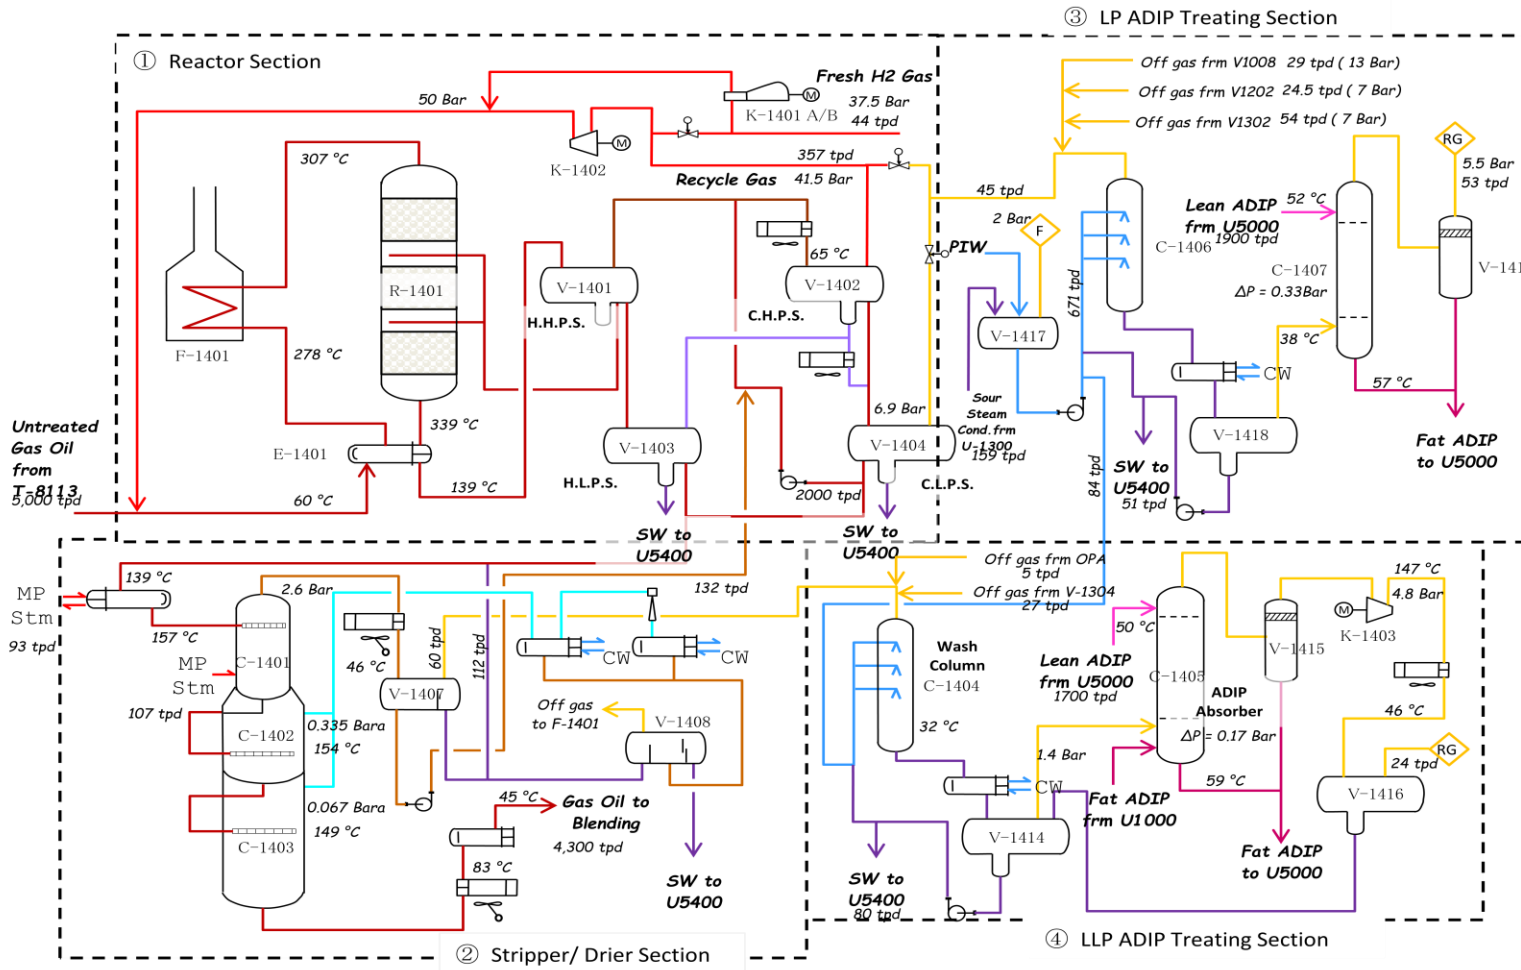 ③ LP ADIP Treating Section
① Reactor Section
Off gas frm V1008 29 tpd ( 13 Bar)
Off gas frm V1202 24.5 tpd ( 7 Bar)
Off gas frm V1302 54 tpd ( 7 Bar)
Fresh H2 Gas
37.5 Bar
44 tpd
K-1401 A/B
M
50 Bar
M
K-1402
357 tpd
41.5 Bar
Recycle Gas
307 °C
R-1401
F-1401
278 °C
339 °C
E-1401
139 °C
60 °C
Untreated
Gas Oil
from
T-8113
5,000 tpd
V-1401
H.H.P.S.
65 °C
V-1402
C.H.P.S.
V-1403
H.L.P.S.
6.9 Bar
V-1404
C.L.P.S.
2000 tpd
SW to
U5400
SW to
U5400
45 tpd
2 Bar
F
PIW
V-1417
Sour
Steam
Cond.frm
U-1300
159 tpd
671 tpd
84 tpd
C-1406
Lean ADIP
frm U5000
1900 tpd
52 °C
C-1407
ΔP = 0.33Bar
38 °C
57 °C
RG
5.5 Bar
53 tpd
V-141
CW
V-1418
SW to
U5400
51 tpd
Fat ADIP
to U5000
MP
Stm
93 tpd
139 °C
157 °C
MP
Stm
107 tpd
2.6 Bar
C-1401
C-1402
C-1403
0.335 Bara
154 °C
0.067 Bara
149 °C
46 °C
V-1407
60 tpd
112 tpd
132 tpd
CW
CW
Off gas
to F-1401
V-1408
45 °C
Gas Oil to
Blending
4,300 tpd
83 °C
SW to
U5400
② Stripper/ Drier Section
Off gas frm OPA
5 tpd
Off gas frm V-1304
27 tpd
Wash
Column
C-1404
32 °C
50 °C
Lean ADIP
frm U5000
1700 tpd
C-1405
ADIP
Absorber
ΔP = 0.17 Bar
1.4 Bar
59 °C
CW
Fat ADIP
frm U1000
V-1414
SW to
U5400
80 tpd
V-1415
M
K-1403
147 °C
4.8 Bar
46 °C
RG
24 tpd
V-1416
Fat ADIP
to U5000
④ LLP ADIP Treating Section